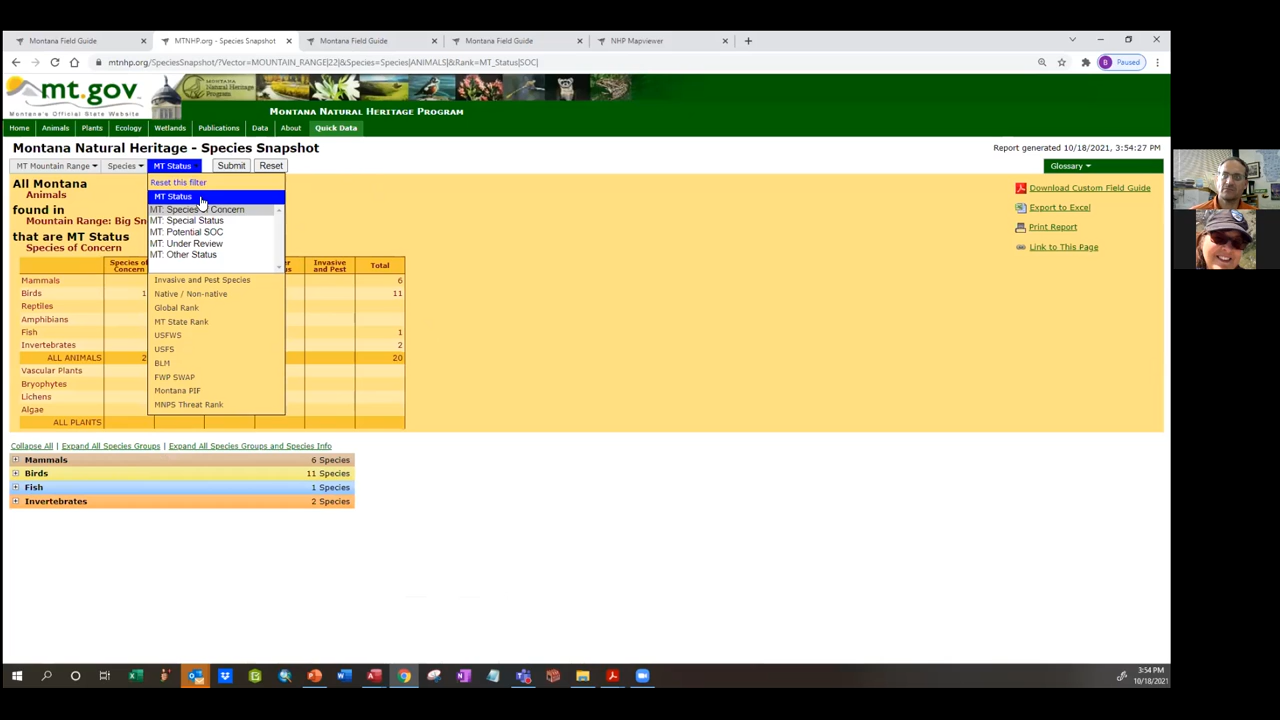 Montana Field Guide
MTNHP.org - Species Snapshot
Montana Field Guide
Montana Field Guide
NHP Mapviewer
mtnhp.org/SpeciesSnapshot/?Vector=MOUNTAIN_RANGE|22|&Species=Species|ANIMALS|&Rank=MT_Status|SOC|
Paused
mt.gov
Montana's Official State Website
MONTANA
Natural Heritage
Program
MONTANA NATURAL HERITAGE PROGRAM
Home Animals Plants Ecology Wetlands Publications Data About Quick Data
Montana Natural Heritage - Species Snapshot
Report generated 10/18/2021, 3:54:27 PM
MT Mountain Range Species MT Status Submit Reset Glossary
All Montana
Animals
found in
Mountain Range: Big Sn
that are MT Status
Species of Concern
Reset this filter
MT Status
MT: Species of Concern
MT: Special Status
MT: Potential SOC
MT: Under Review
MT: Other Status
Invasive and Pest Species
Native / Non-native
Global Rank
MT State Rank
USFWS
USFS
BLM
FWP SWAP
Montana PIF
MNPS Threat Rank
Download Custom Field Guide
Export to Excel
Print Report
Link to This Page
Species of
Concern
Invasive
and Pest
Total
Mammals 6
Birds 1 11
Reptiles
Amphibians
Fish 1
Invertebrates 2
ALL ANIMALS 2 20
Vascular Plants
Bryophytes
Lichens
Algae
ALL PLANTS
Collapse All | Expand All Species Groups | Expand All Species Groups and Species Info
Mammals 6 Species
Birds 11 Species
Fish 1 Species
Invertebrates 2 Species
3:54 PM
10/18/2021